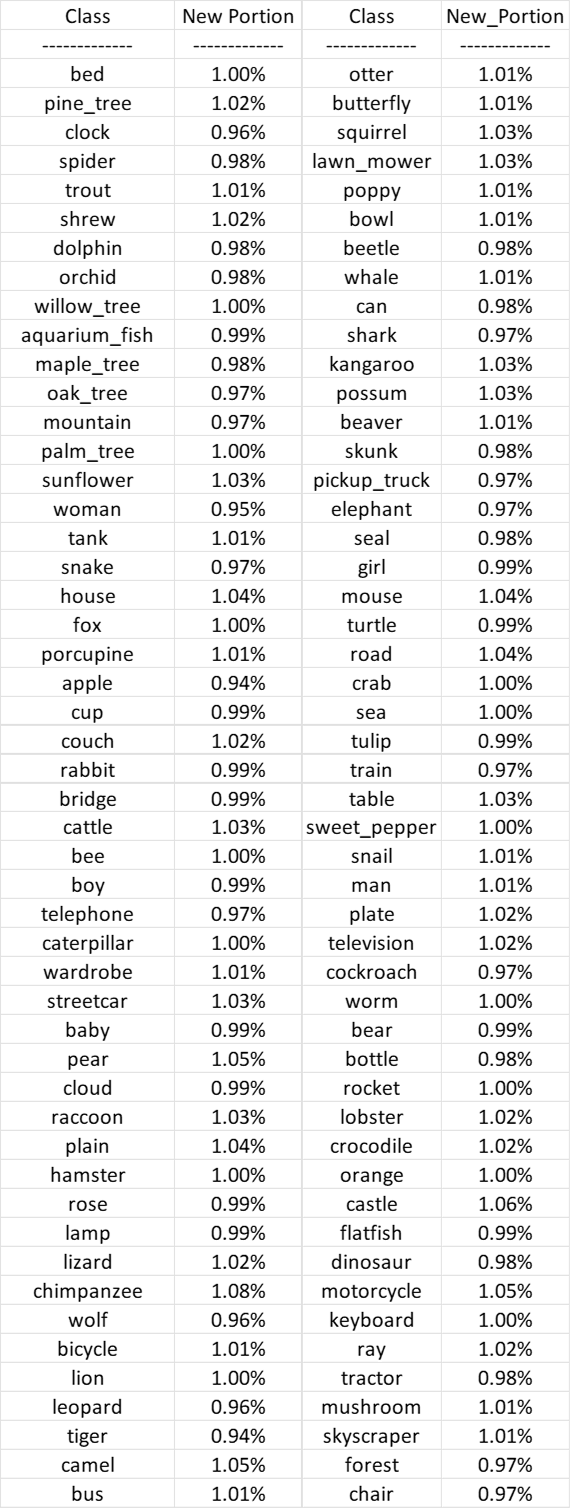 Class New Portion Class New_Portion
------------- ------------- ------------- -------------
bed 1.00% otter 1.01%
pine_tree 1.02% butterfly 1.01%
clock 0.96% squirrel 1.03%
spider 0.98% lawn_mower 1.03%
trout 1.01% poppy 1.01%
shrew 1.02% bowl 1.01%
dolphin 0.98% beetle 0.98%
orchid 0.98% whale 1.01%
willow_tree 1.00% can 0.98%
aquarium_fish 0.99% shark 0.97%
maple_tree 0.98% kangaroo 1.03%
oak_tree 0.97% possum 1.03%
mountain 0.97% beaver 1.01%
palm_tree 1.00% skunk 0.98%
sunflower 1.03% pickup_truck 0.97%
woman 0.95% elephant 0.97%
tank 1.01% seal 0.98%
snake 0.97% girl 0.99%
house 1.04% mouse 1.04%
fox 1.00% turtle 0.99%
porcupine 1.01% road 1.04%
apple 0.94% crab 1.00%
cup 0.99% sea 1.00%
couch 1.02% tulip 0.99%
rabbit 0.99% train 0.97%
bridge 0.99% table 1.03%
cattle 1.03% sweet_pepper 1.00%
bee 1.00% snail 1.01%
boy 0.99% man 1.01%
telephone 0.97% plate 1.02%
caterpillar 1.00% television 1.02%
wardrobe 1.01% cockroach 0.97%
streetcar 1.03% worm 1.00%
baby 0.99% bear 0.99%
pear 1.05% bottle 0.98%
cloud 0.99% rocket 1.00%
raccoon 1.03% lobster 1.02%
plain 1.04% crocodile 1.02%
hamster 1.00% orange 1.00%
rose 0.99% castle 1.06%
lamp 0.99% flatfish 0.99%
lizard 1.02% dinosaur 0.98%
chimpanzee 1.08% motorcycle 1.05%
wolf 0.96% keyboard 1.00%
bicycle 1.01% ray 1.02%
lion 1.00% tractor 0.98%
leopard 0.96% mushroom 1.01%
tiger 0.94% skyscraper 1.01%
camel 1.05% forest 0.97%
bus 1.01% chair 0.97%